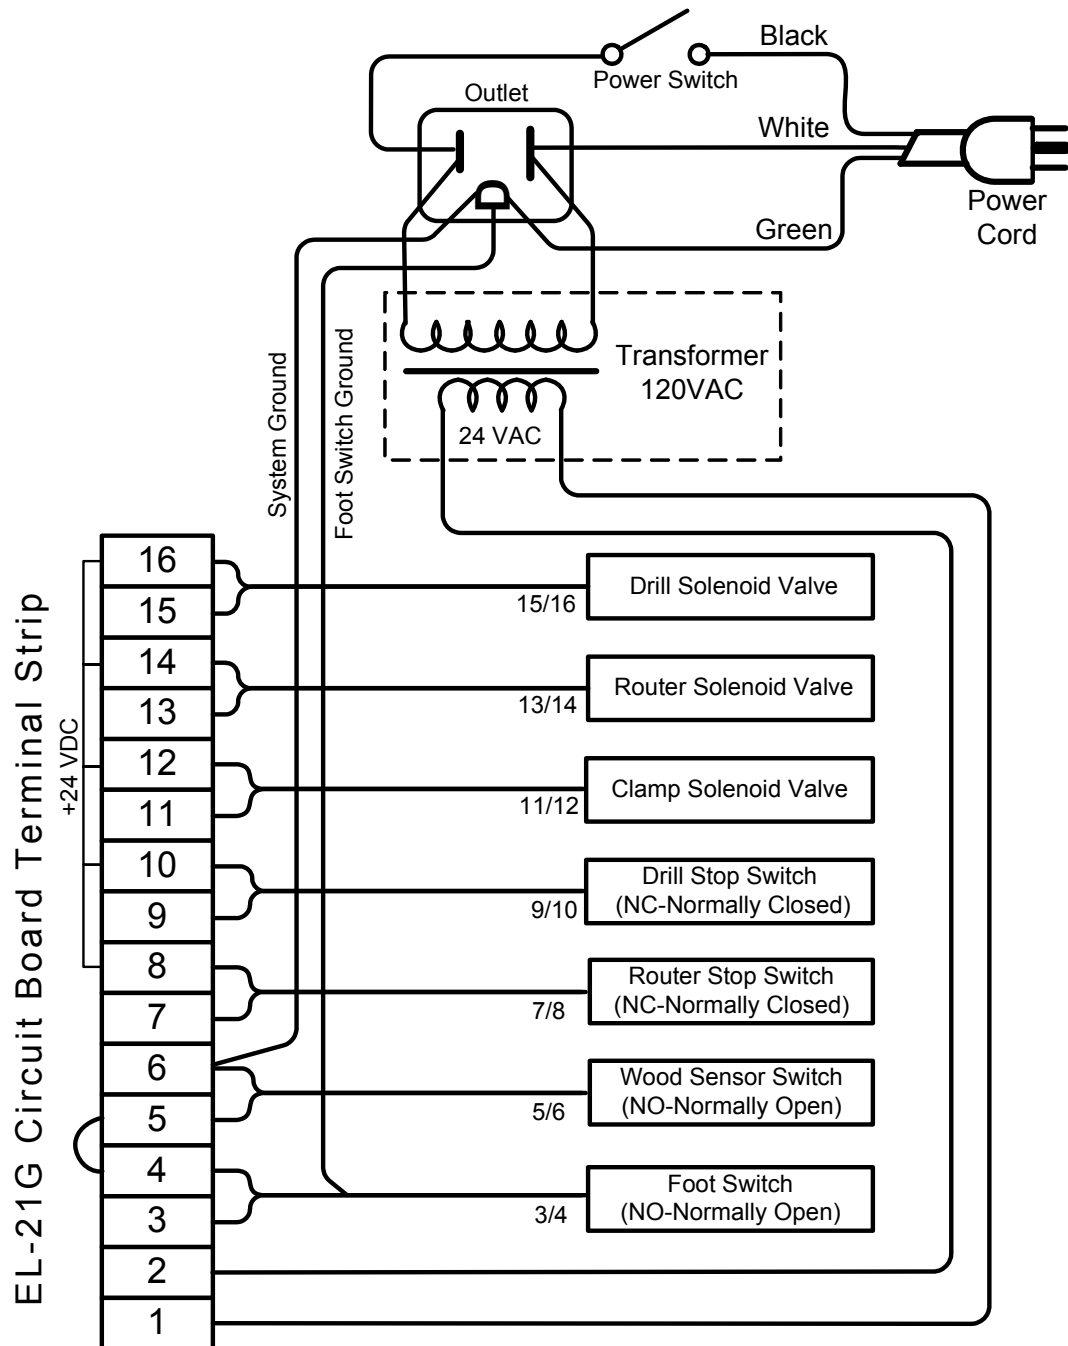 Black
Power Switch
Outlet
White
Power
Cord
Green
Transformer
120VAC
24 VAC
System Ground
Foot Switch Ground
EL-21G Circuit Board Terminal Strip
+24 VDC
16
15
14
13
12
11
10
9
8
7
6
5
4
3
2
1
15/16
Drill Solenoid Valve
13/14
Router Solenoid Valve
11/12
Clamp Solenoid Valve
9/10
Drill Stop Switch
(NC-Normally Closed)
7/8
Router Stop Switch
(NC-Normally Closed)
5/6
Wood Sensor Switch
(NO-Normally Open)
3/4
Foot Switch
(NO-Normally Open)